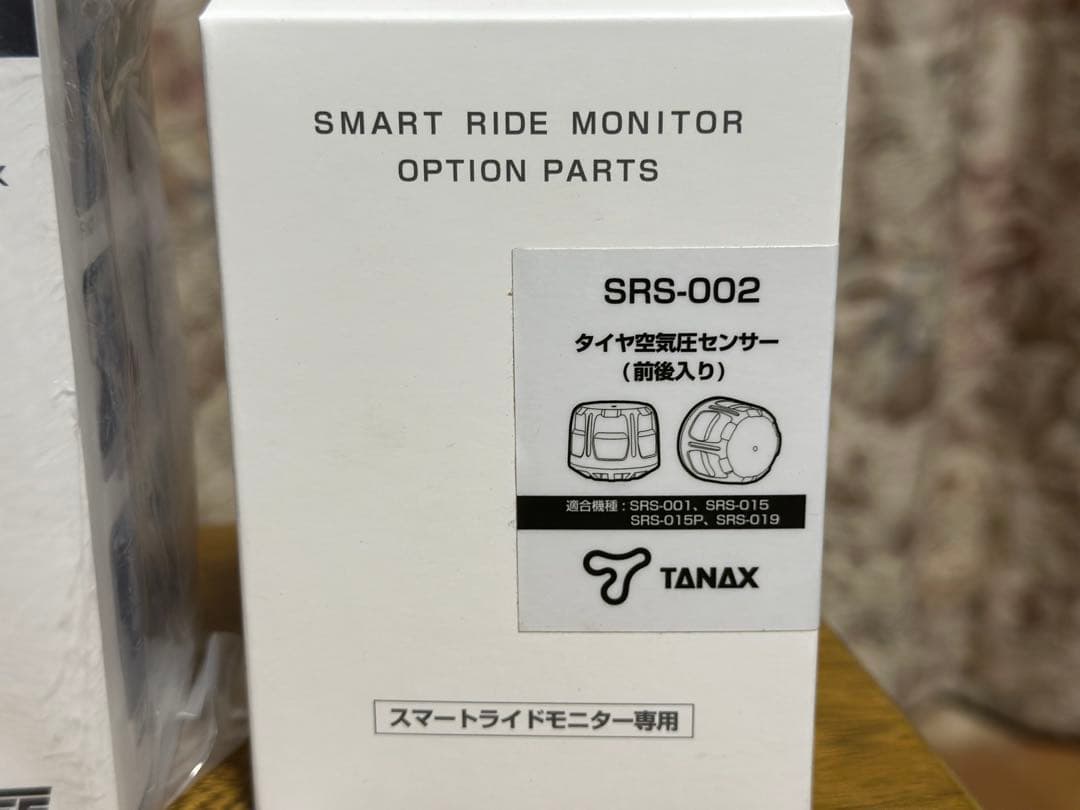 SMART RIDE MONITOR
OPTION PARTS
SRS-002
タイヤ空気圧センサー
(前後入り)
適合機種:SRS-001、SRS-015
SRS-015P、SRS-019
TANAX
スマートライドモニター専用